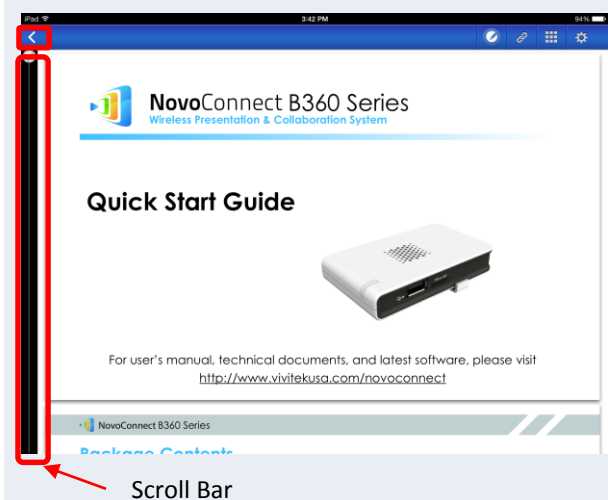 iPad 3:42 PM 94%
NovoConnect B360 Series
Wireless Presentation & Collaboration System
Quick Start Guide
For user's manual, technical documents, and latest software, please visit
http://www.vivitekusa.com/novoconnect
NovoConnect B360 Series
Package Contents
Scroll Bar